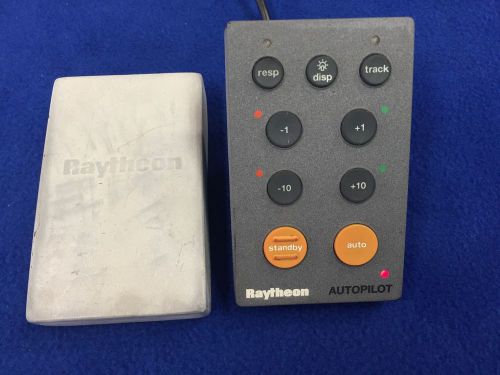 Raytheon
resp
disp
track
-1
+1
-10
+10
standby
auto
Raytheon AUTOPILOT